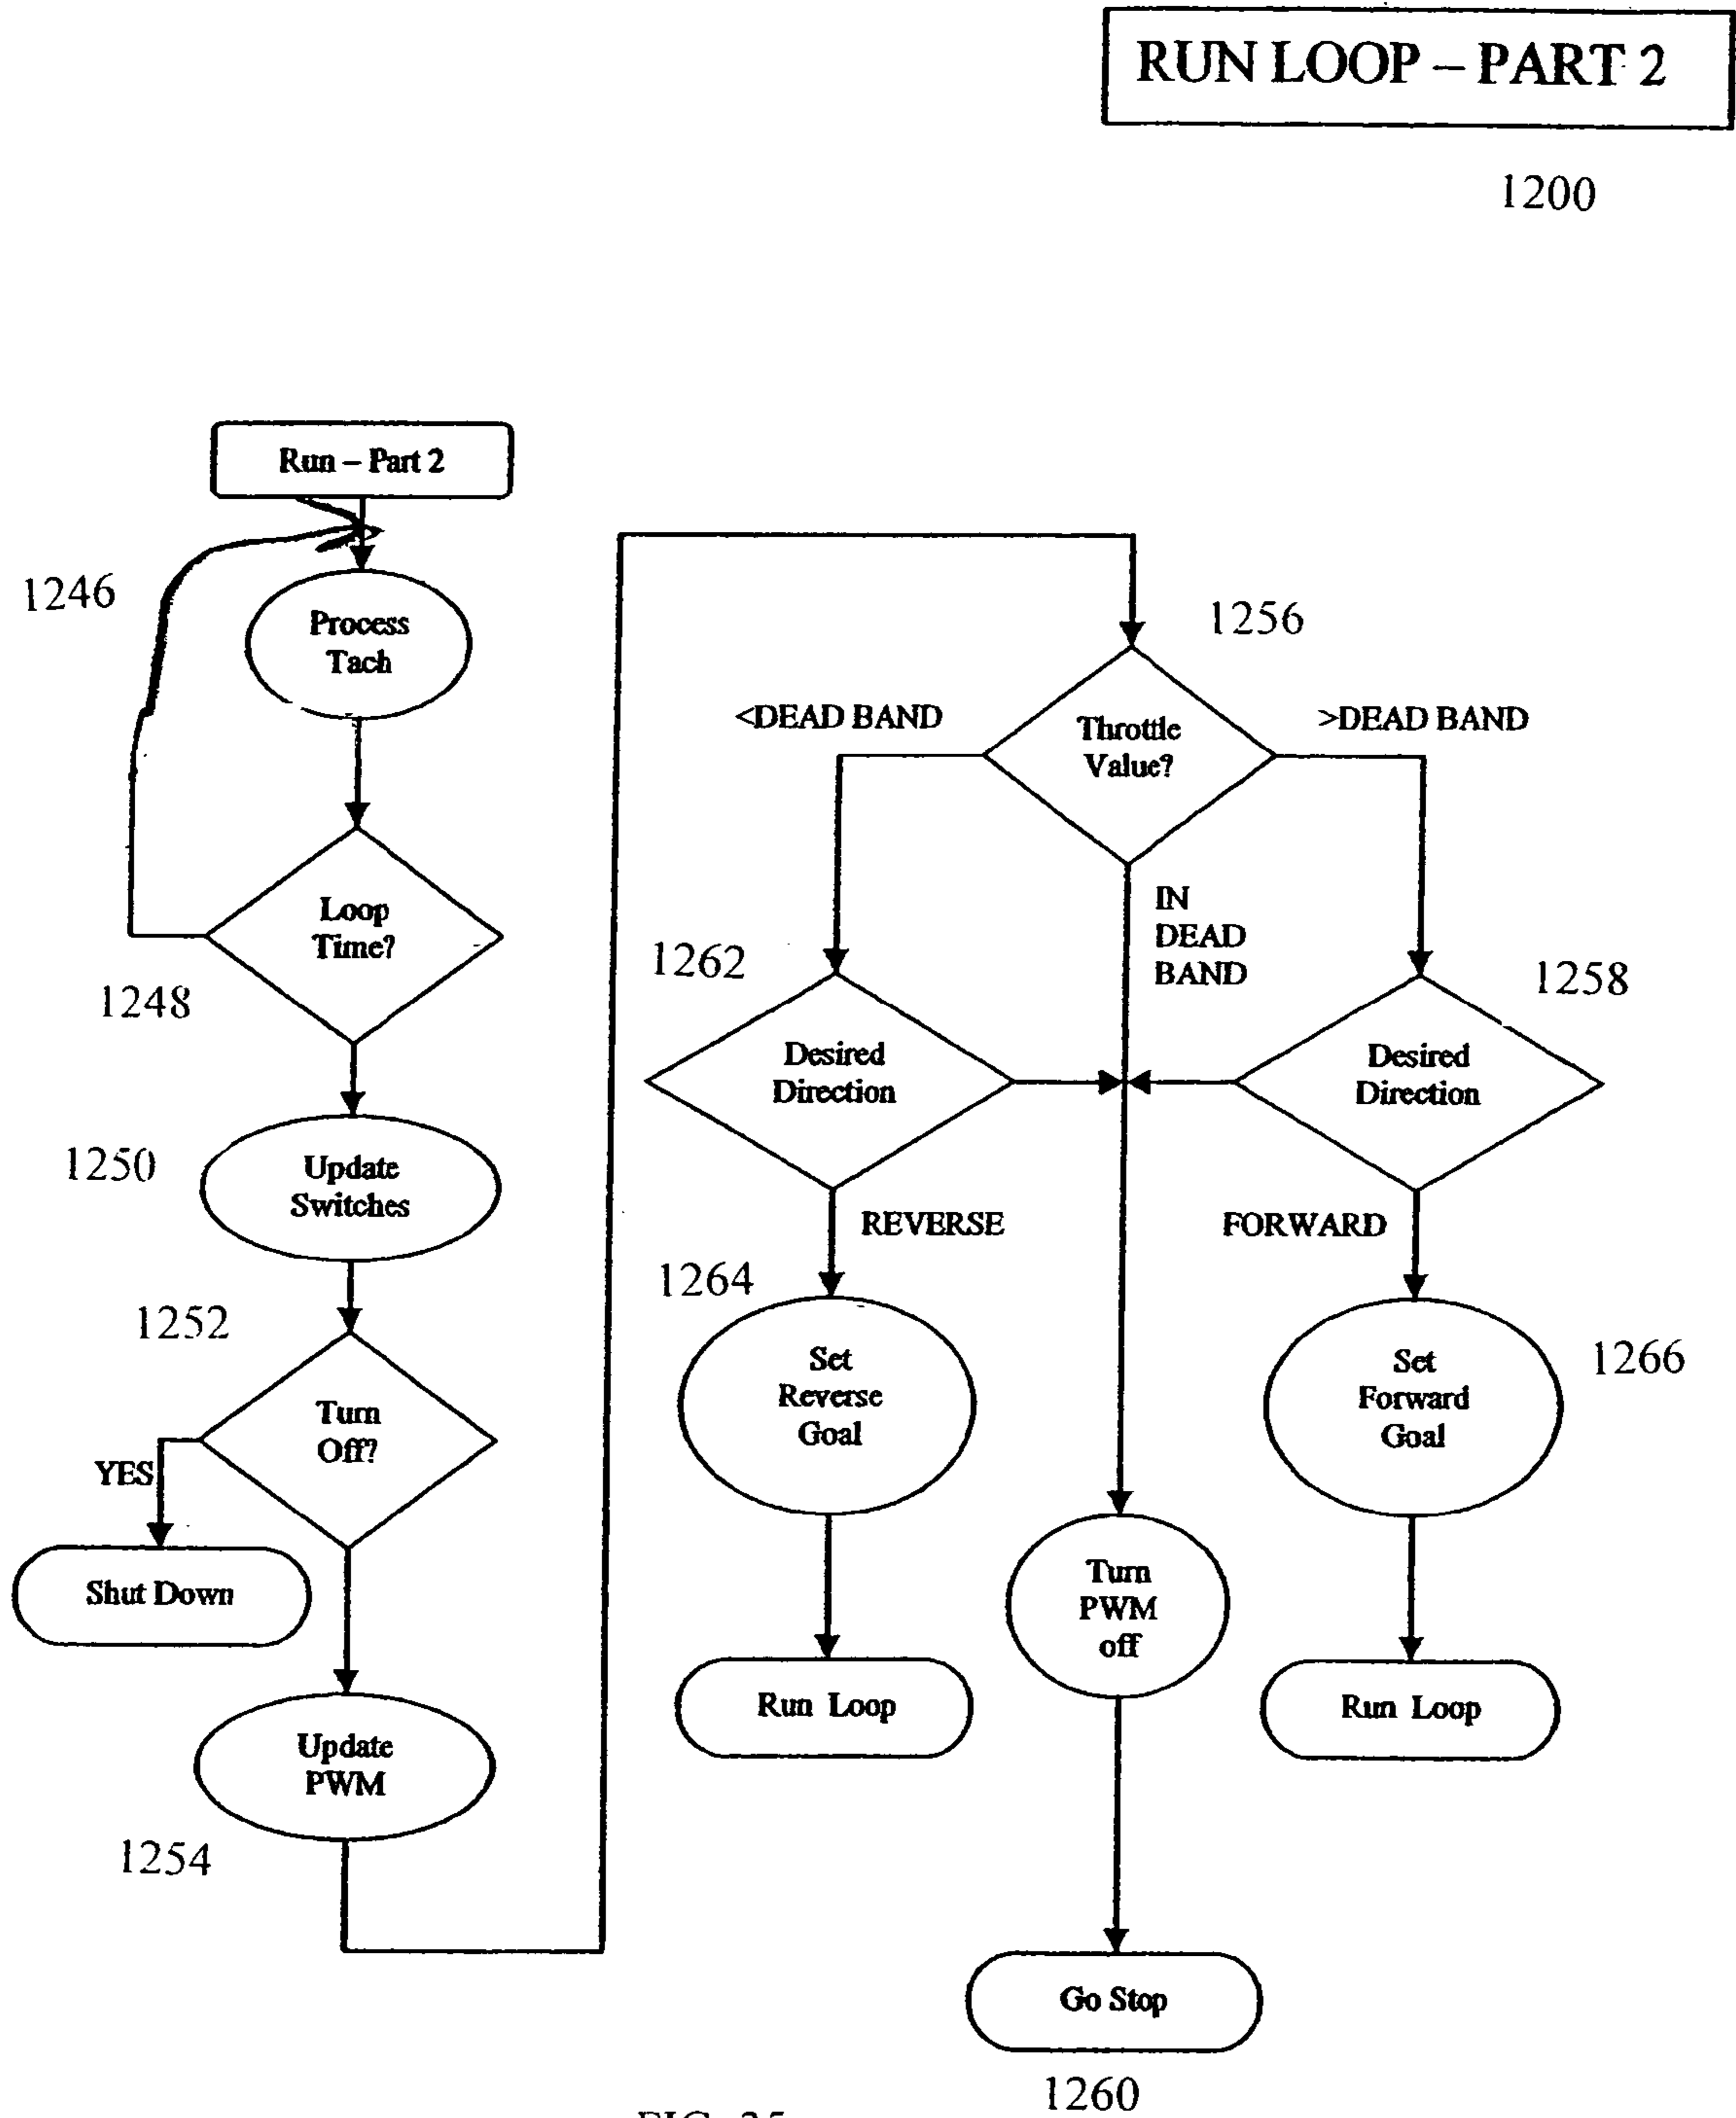 RUN LOOP – PART 2
1200
Run – Part 2
1246
Process
Tach
Loop
Time?
1248
1250
Update
Switches
1252
Turn
Off?
YES
Shut Down
Update
PWM
1254
1256
Throttle
Value?
<DEAD BAND
>DEAD BAND
IN
DEAD
BAND
1262
Desired
Direction
1258
Desired
Direction
REVERSE
FORWARD
1264
Set
Reverse
Goal
1266
Set
Forward
Goal
Turn
PWM
off
Run Loop
Run Loop
Go Stop
1260